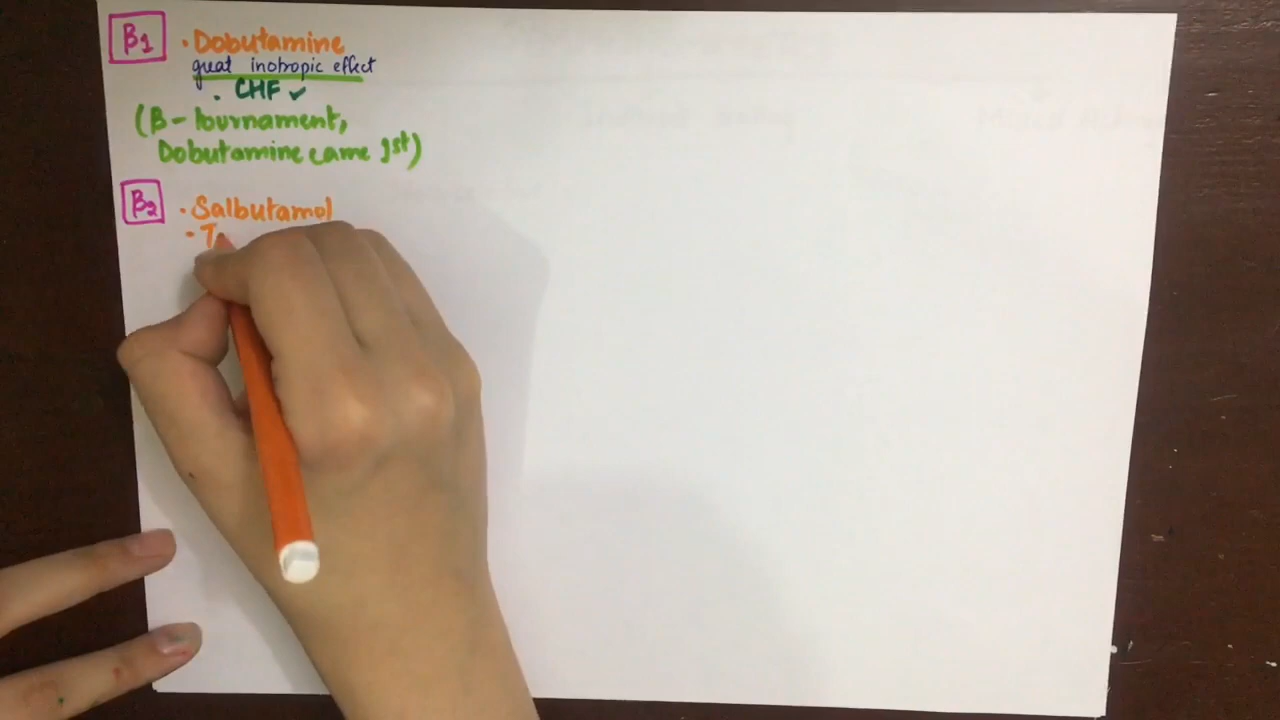 β1 • Dobutamine
great inotropic effect
• CHF ✓
(B-tournament,
Dobutamine came 1st)
β2 • Salbutamol
• T